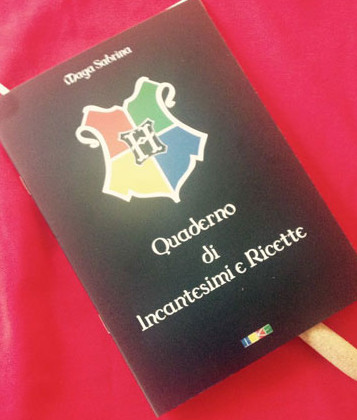 Maga Sabrina
H
Quaderno
di
Incantesimi e Ricette